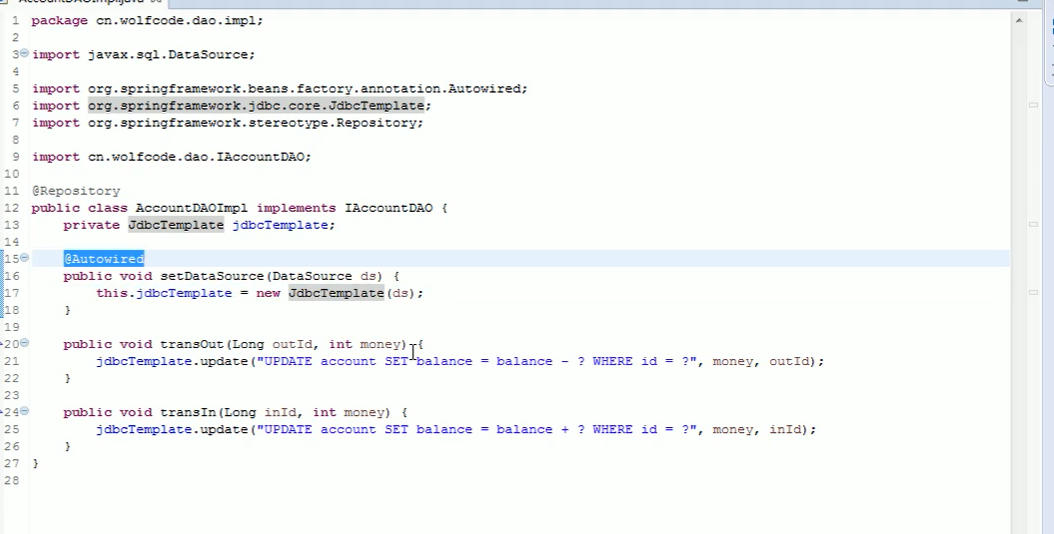 AccountDAOImpl.java
1 package cn.wolfcode.dao.impl;
2
3 import javax.sql.DataSource;
4
5 import org.springframework.beans.factory.annotation.Autowired;
6 import org.springframework.jdbc.core.JdbcTemplate;
7 import org.springframework.stereotype.Repository;
8
9 import cn.wolfcode.dao.IAccountDAO;
10
11 @Repository
12 public class AccountDAOImpl implements IAccountDAO {
13     private JdbcTemplate jdbcTemplate;
14
15     @Autowired
16     public void setDataSource(DataSource ds) {
17         this.jdbcTemplate = new JdbcTemplate(ds);
18     }
19
20     public void transOut(Long outId, int money) {
21         jdbcTemplate.update("UPDATE account SET balance = balance - ? WHERE id = ?", money, outId);
22     }
23
24     public void transIn(Long inId, int money) {
25         jdbcTemplate.update("UPDATE account SET balance = balance + ? WHERE id = ?", money, inId);
26     }
27 }
28